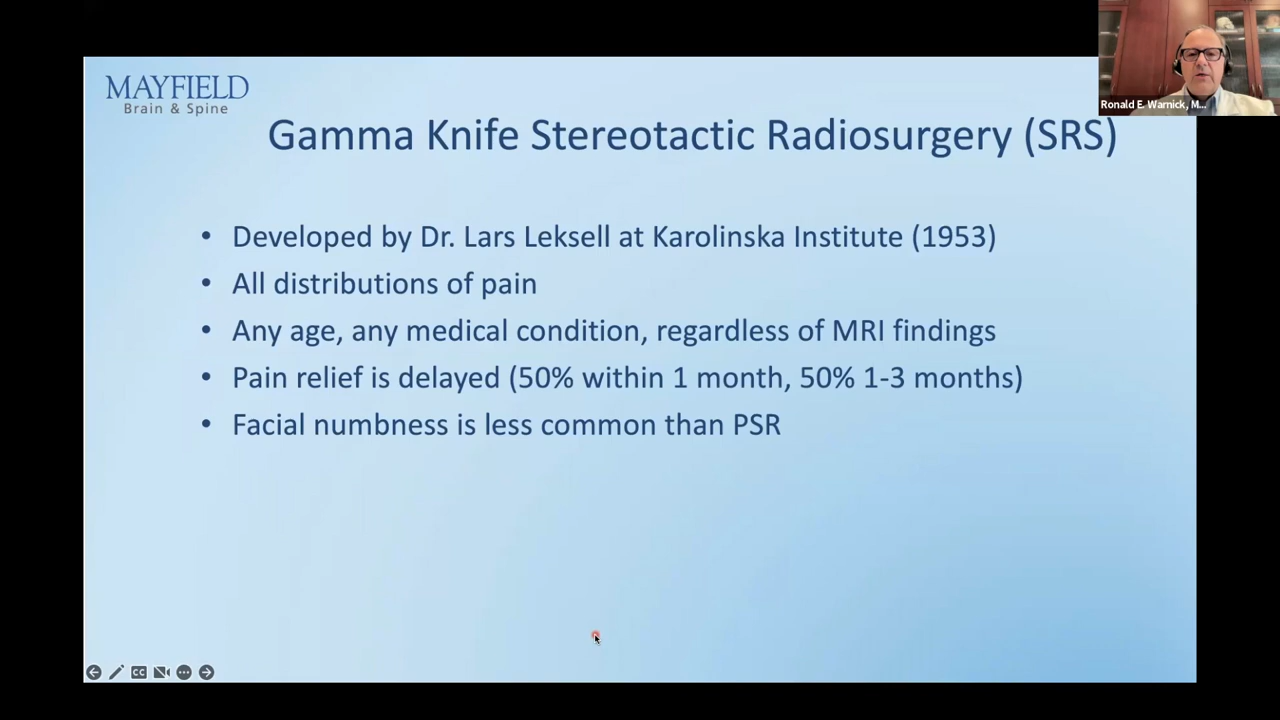 MAYFIELD
Brain & Spine
Ronald E. Warnick, M...
Gamma Knife Stereotactic Radiosurgery (SRS)
• Developed by Dr. Lars Leksell at Karolinska Institute (1953)
• All distributions of pain
• Any age, any medical condition, regardless of MRI findings
• Pain relief is delayed (50% within 1 month, 50% 1-3 months)
• Facial numbness is less common than PSR
CC